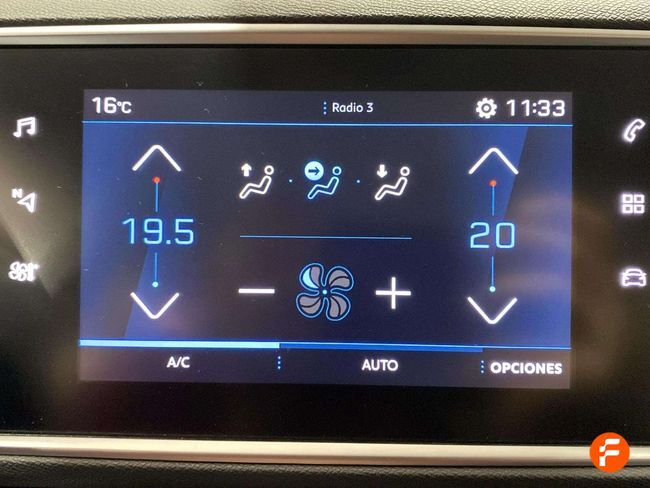 16°C Radio 3 11:33
N
19.5 20
A/C AUTO OPCIONES